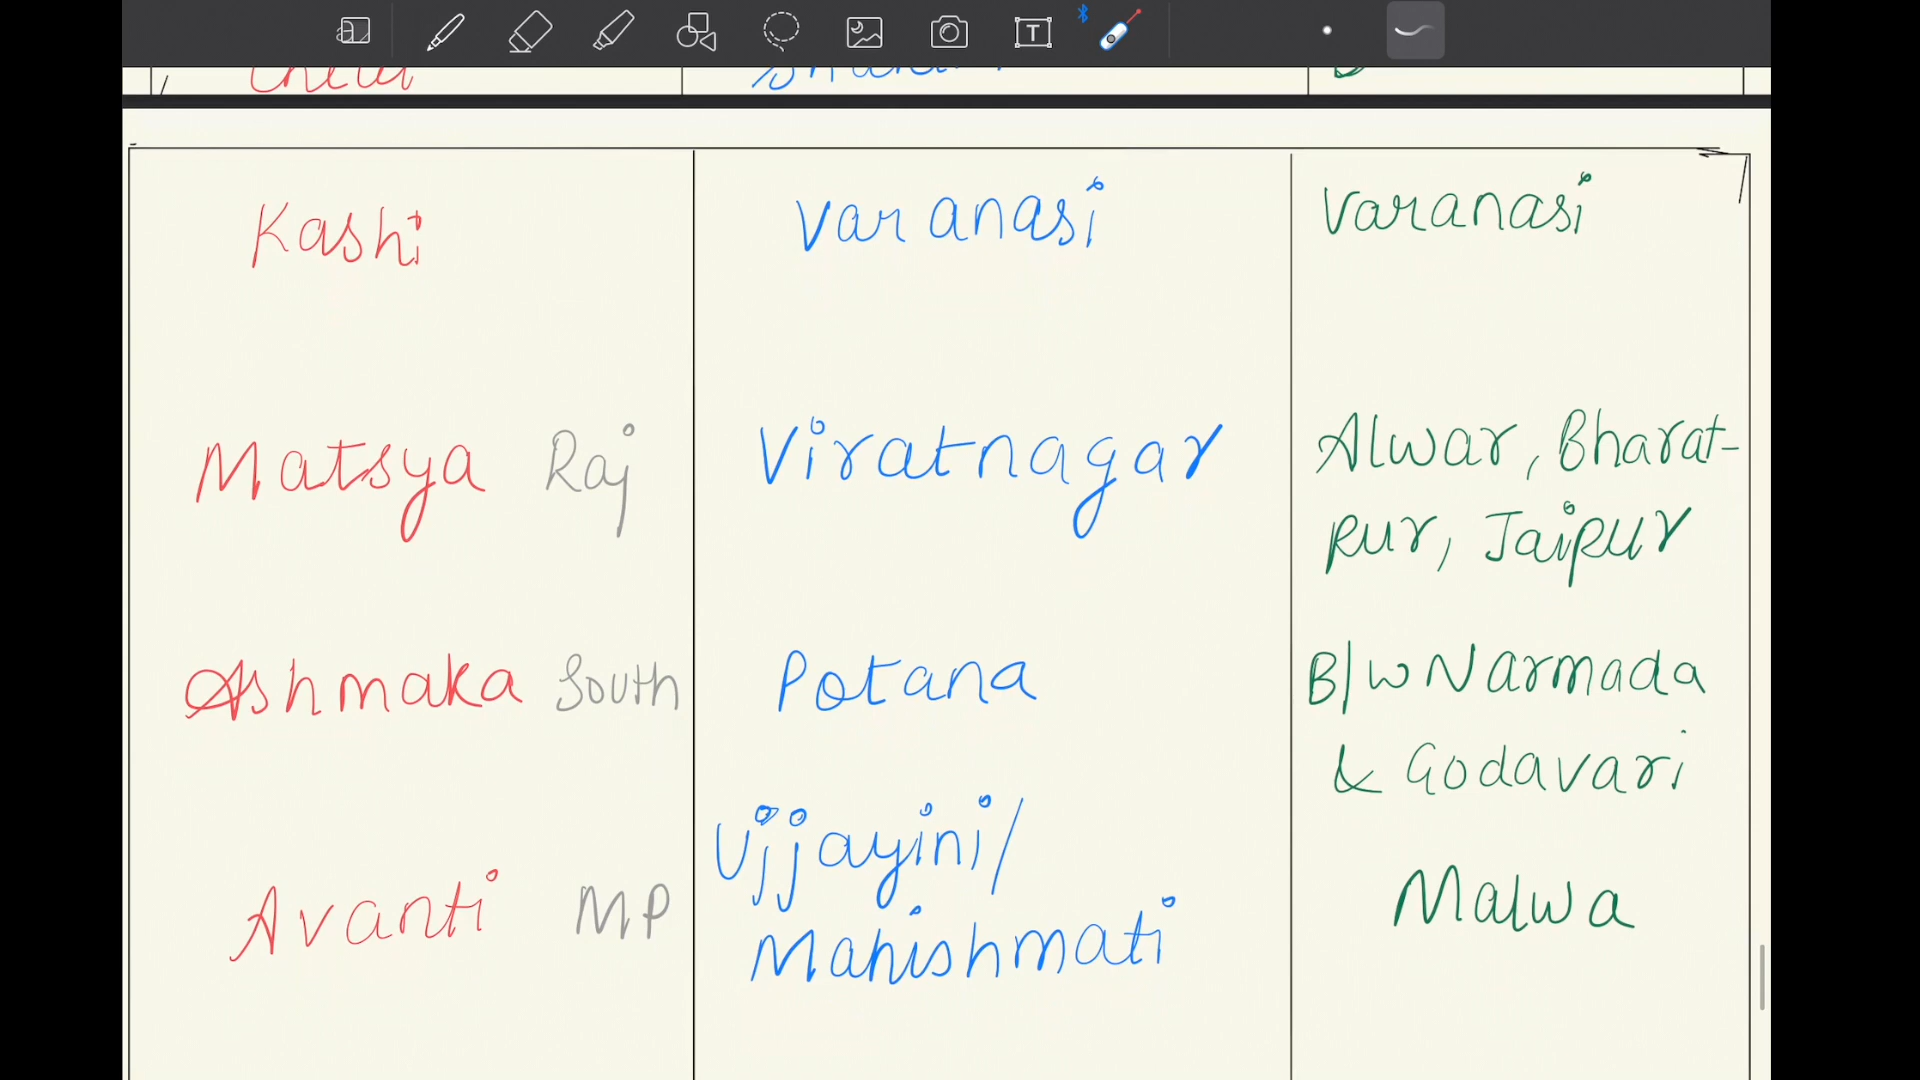 Kashi Varanasi Varanasi
Matsya Raj Viratnagar Alwar, Bharat-
pur, Jaipur
Ashmaka South Potana B/w Narmada
& Godavari
Avanti MP Ujjayini/
Mahishmati Malwa